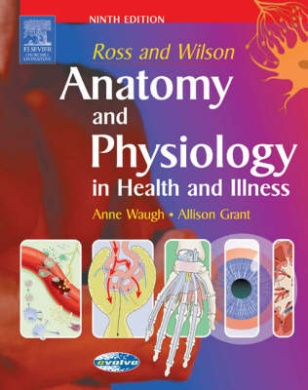 NINTH EDITION
ELSEVIER
Ross and Wilson
Anatomy
and
Physiology
in Health and Illness
Anne Waugh • Allison Grant
evolve